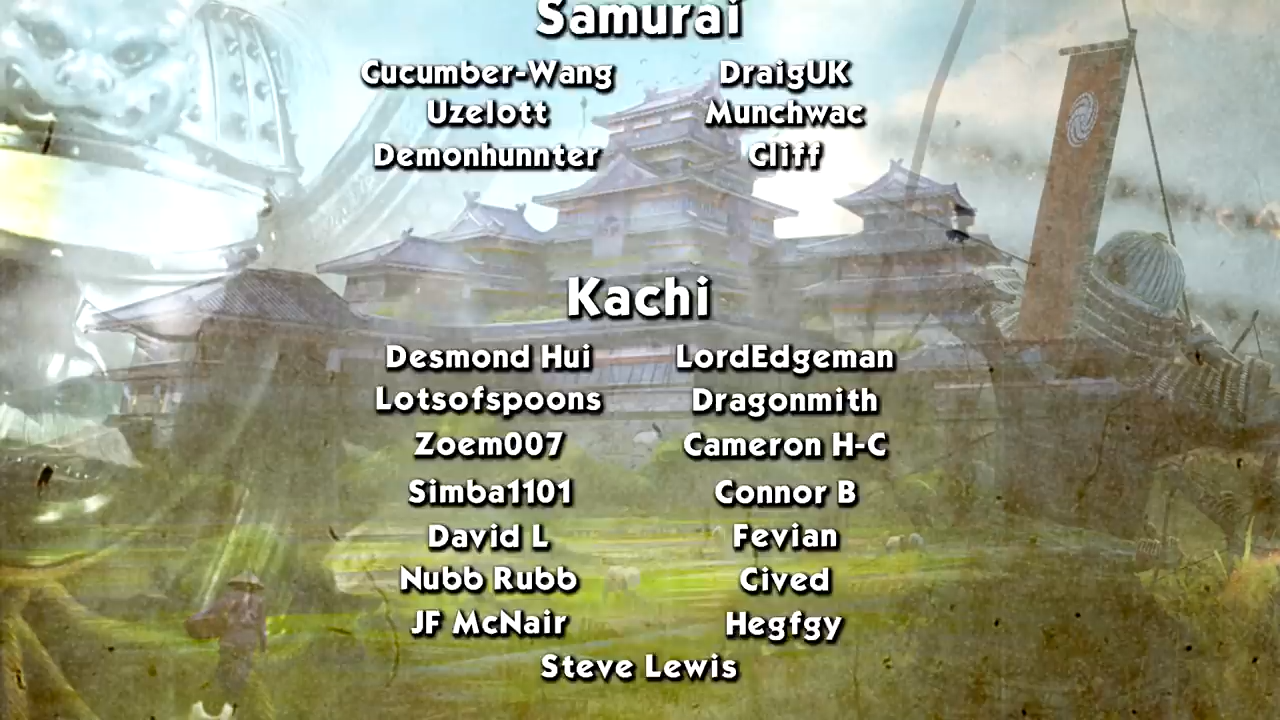 Samurai
Cucumber-Wang DraigUK
Uzelott Munchwac
Demonhunnter Cliff
Kachi
Desmond Hui LordEdgeman
Lotsofspoons Dragonmith
Zoem007 Cameron H-C
Simba1101 Connor B
David L Fevian
Nubb Rubb Cived
JF McNair Hegfgy
Steve Lewis